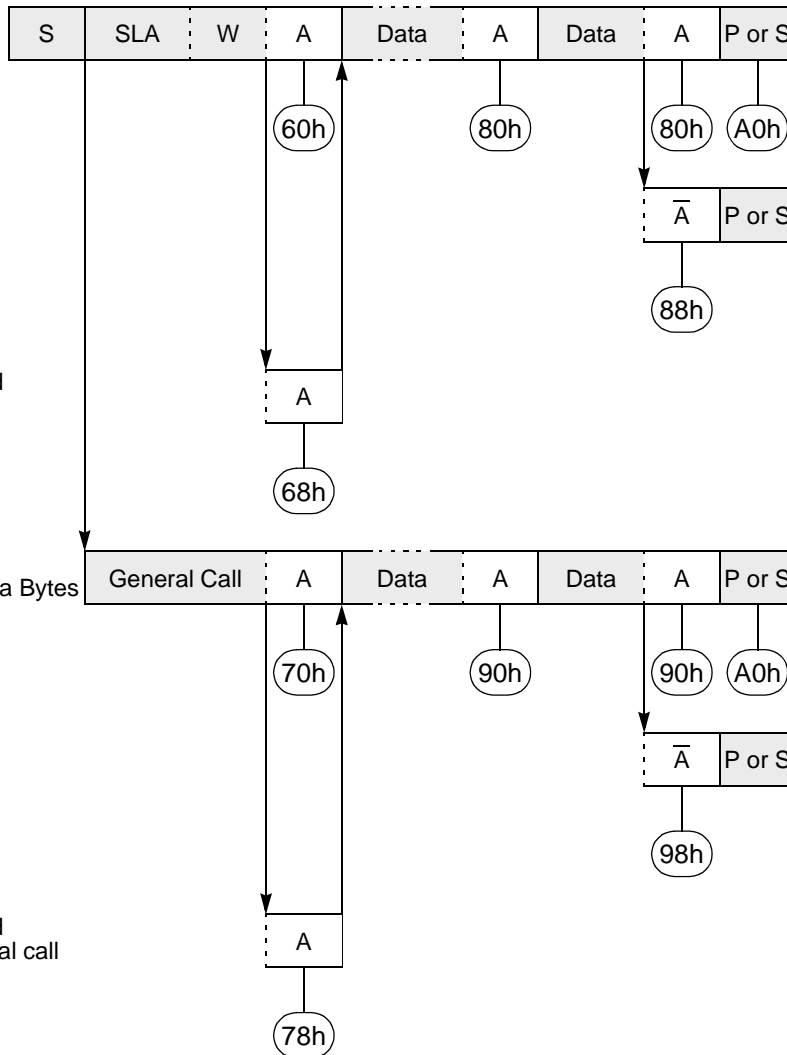 S SLA W A Data A Data A P or S
60h 80h 80h A0h
A̅ P or S
88h
A
68h
General Call A Data A Data A P or S
a Bytes
70h 90h 90h A0h
A̅ P or S
98h
A
al call
78h